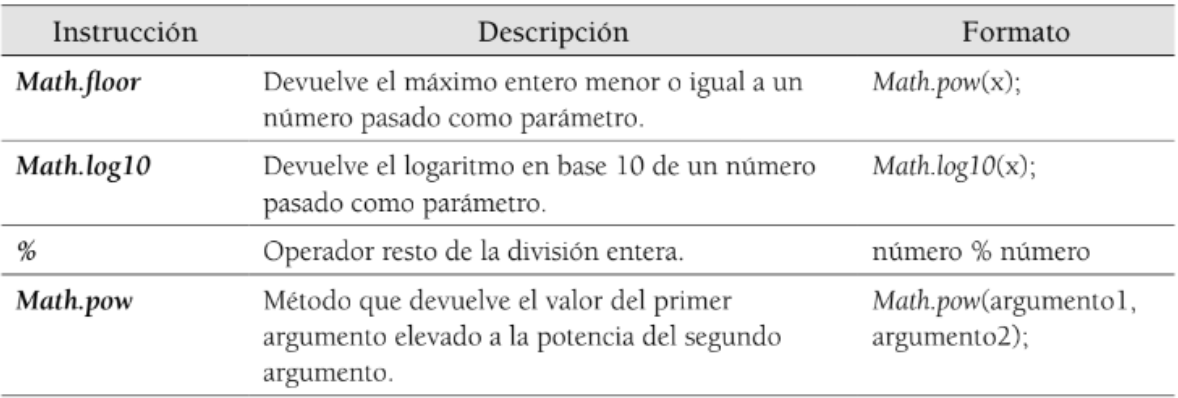 Instrucción Descripción Formato
Math.floor Devuelve el máximo entero menor o igual a un Math.pow(x);
número pasado como parámetro.
Math.log10 Devuelve el logaritmo en base 10 de un número Math.log10(x);
pasado como parámetro.
% Operador resto de la división entera. número % número
Math.pow Método que devuelve el valor del primer Math.pow(argumento1,
argumento elevado a la potencia del segundo argumento2);
argumento.